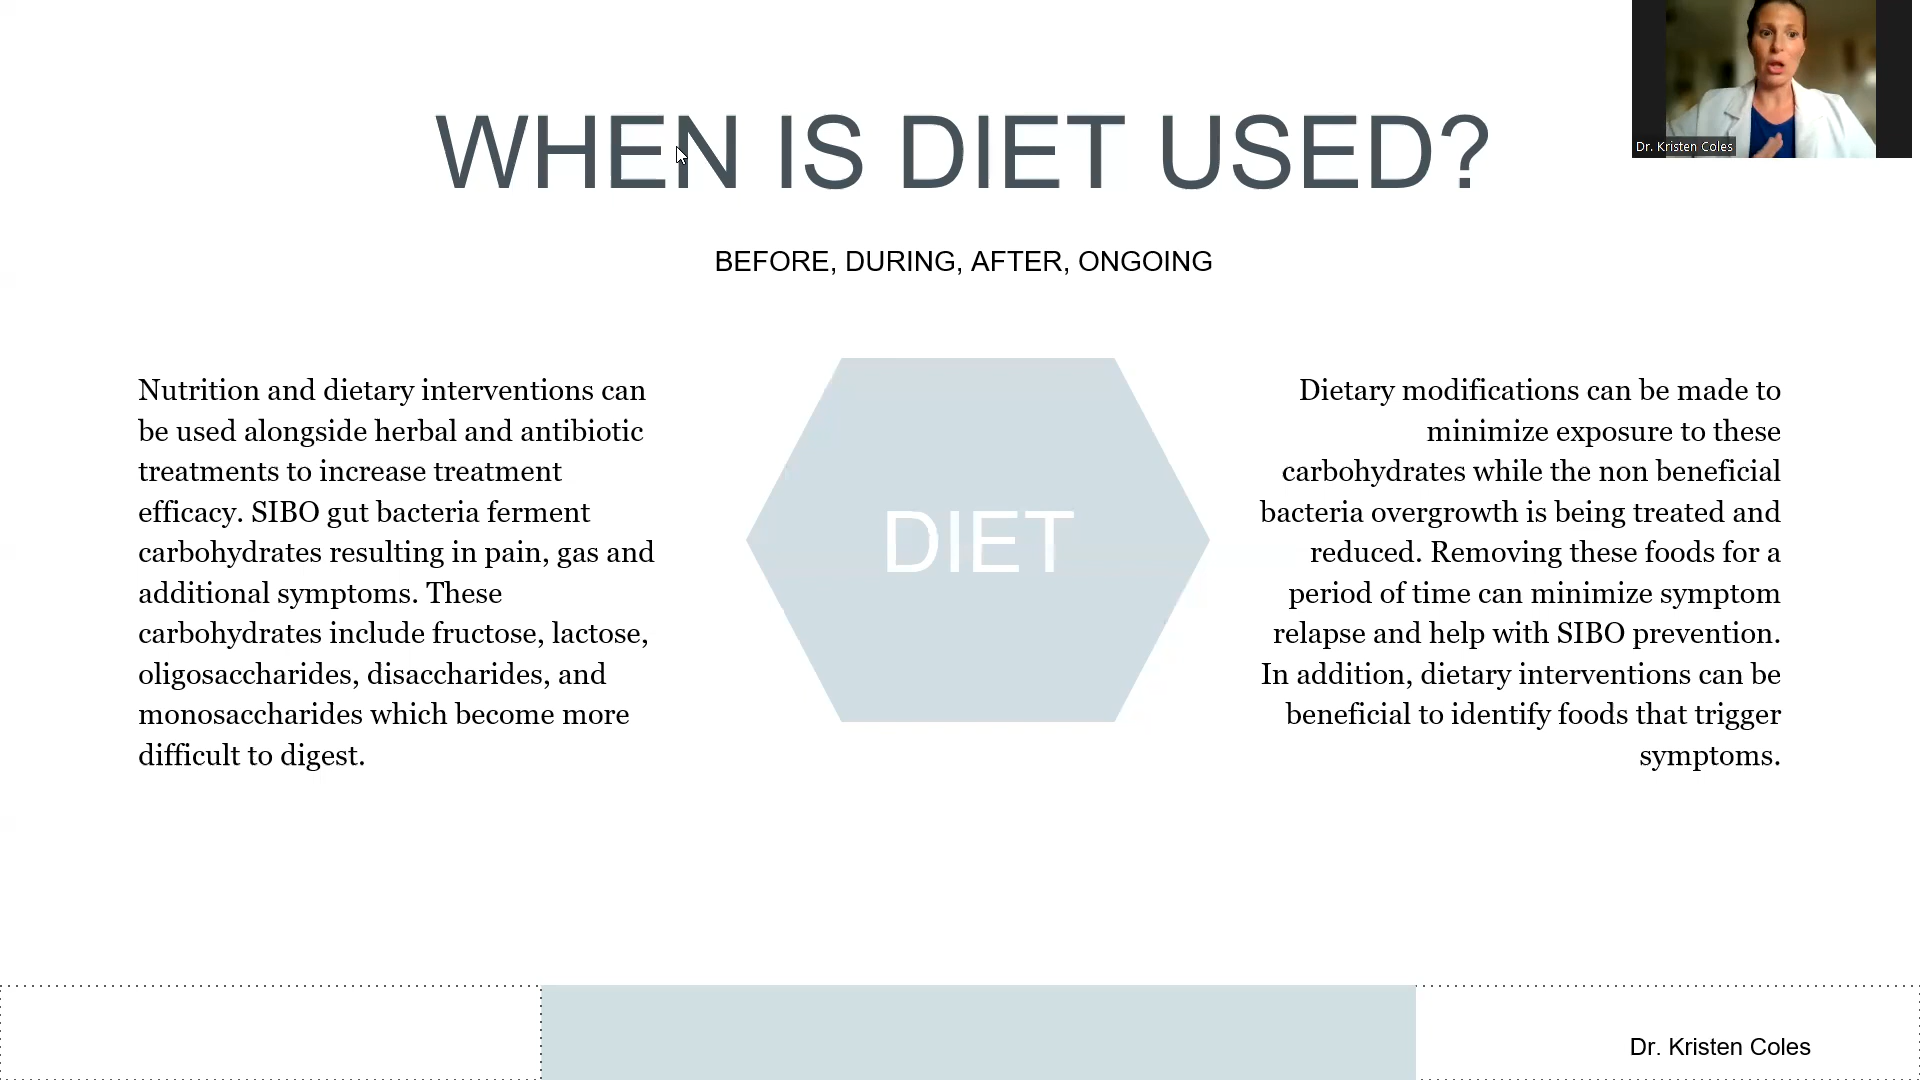 WHEN IS DIET USED?
BEFORE, DURING, AFTER, ONGOING
Nutrition and dietary interventions can
be used alongside herbal and antibiotic
treatments to increase treatment
efficacy. SIBO gut bacteria ferment
carbohydrates resulting in pain, gas and
additional symptoms. These
carbohydrates include fructose, lactose,
oligosaccharides, disaccharides, and
monosaccharides which become more
difficult to digest.
DIET
Dietary modifications can be made to
minimize exposure to these
carbohydrates while the non beneficial
bacteria overgrowth is being treated and
reduced. Removing these foods for a
period of time can minimize symptom
relapse and help with SIBO prevention.
In addition, dietary interventions can be
beneficial to identify foods that trigger
symptoms.
Dr. Kristen Coles
Dr. Kristen Coles